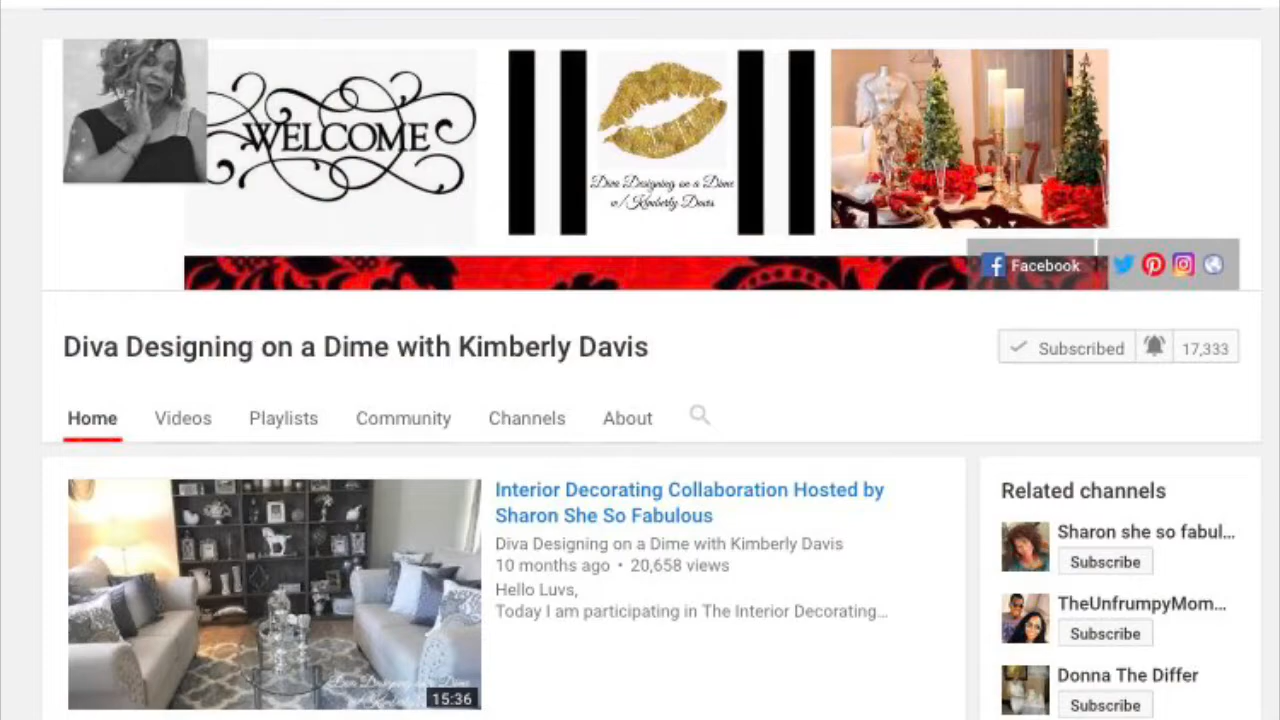 WELCOME
Diva Designing on a Dime
w/Kimberly Davis
Facebook
Diva Designing on a Dime with Kimberly Davis
Subscribed 17,333
Home Videos Playlists Community Channels About
Interior Decorating Collaboration Hosted by
Sharon She So Fabulous
Diva Designing on a Dime with Kimberly Davis
10 months ago • 20,658 views
Hello Luvs,
Today I am participating in The Interior Decorating...
15:36
Related channels
Sharon she so fabul...
Subscribe
TheUnfrumpyMom...
Subscribe
Donna The Differ
Subscribe